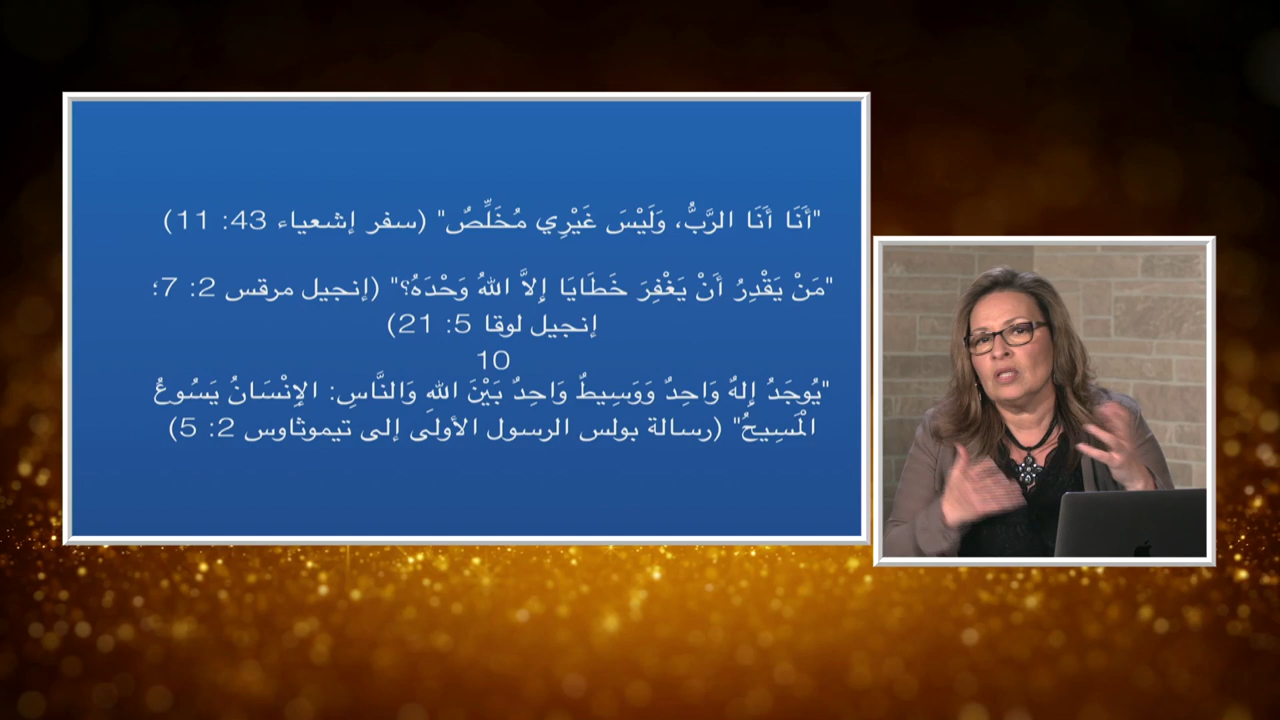 "أَنَا أَنَا الرَّبُّ، وَلَيْسَ غَيْرِي مُخَلِّصٌ" (سفر إشعياء 43: 11)
"مَنْ يَقْدِرُ أَنْ يَغْفِرَ خَطَايَا إِلاَّ اللهُ وَحْدَهُ؟" (إنجيل مرقس 2: 7؛
إنجيل لوقا 5: 21)
10
"يُوجَدُ إِلهٌ وَاحِدٌ وَوَسِيطٌ وَاحِدٌ بَيْنَ اللهِ وَالنَّاسِ: الإِنْسَانُ يَسُوعُ
الْمَسِيحُ" (رسالة بولس الرسول الأولى إلى تيموثاوس 2: 5)